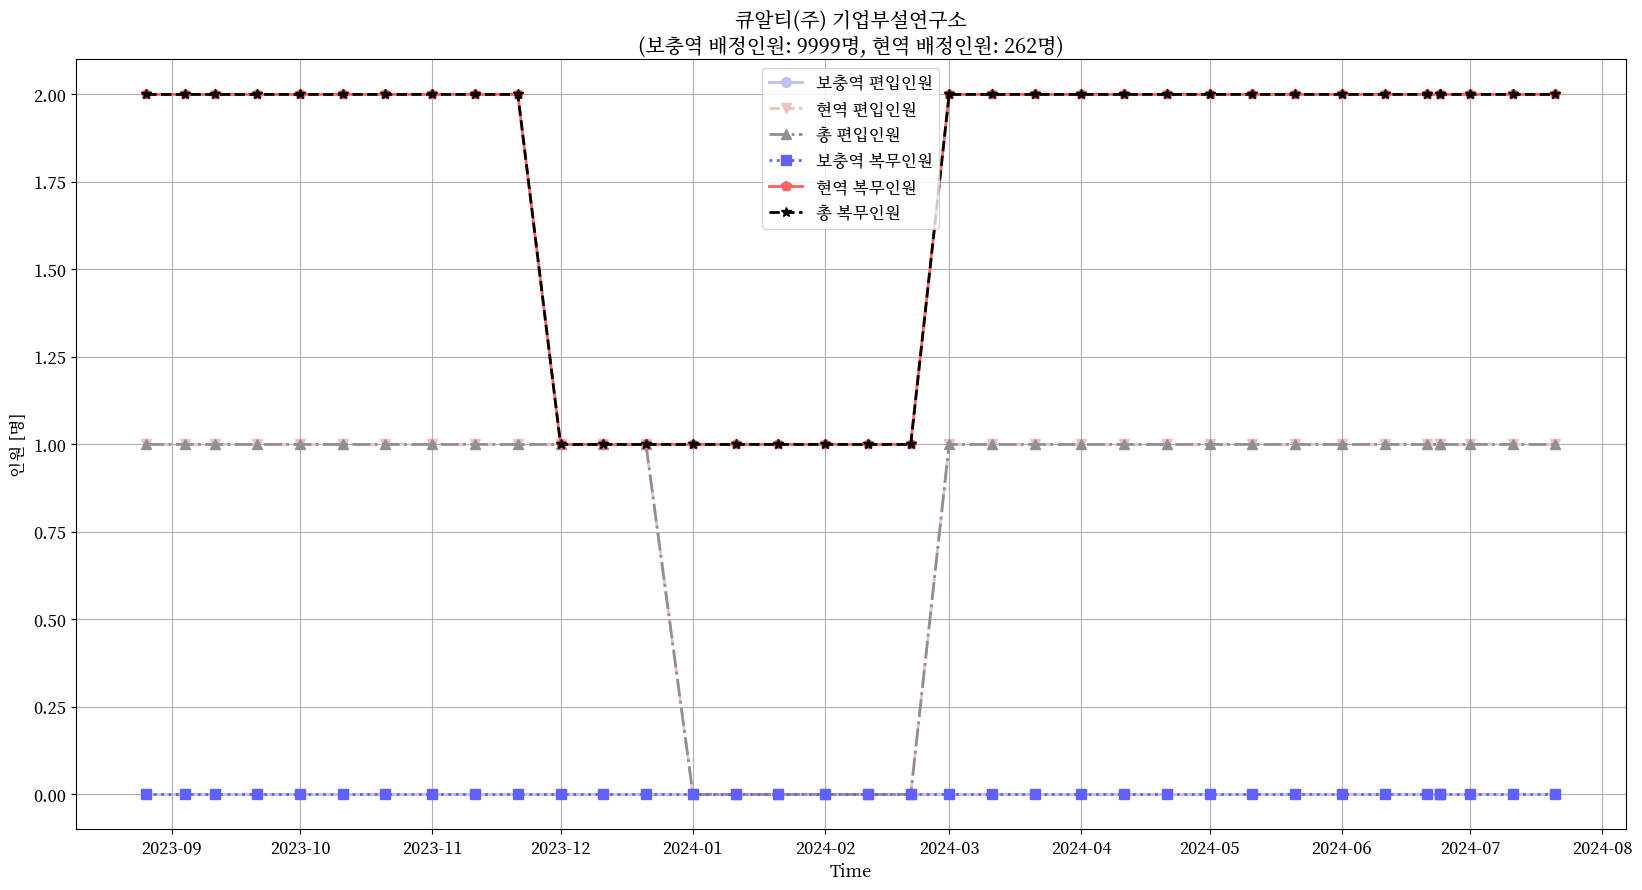 큐알티(주) 기업부설연구소
(보충역 배정인원: 9999명, 현역 배정인원: 262명)
보충역 편입인원
현역 편입인원
총 편입인원
보충역 복무인원
현역 복무인원
총 복무인원
인원 [명]
2.00
1.75
1.50
1.25
1.00
0.75
0.50
0.25
0.00
2023-09 2023-10 2023-11 2023-12 2024-01 2024-02 2024-03 2024-04 2024-05 2024-06 2024-07 2024-08
Time